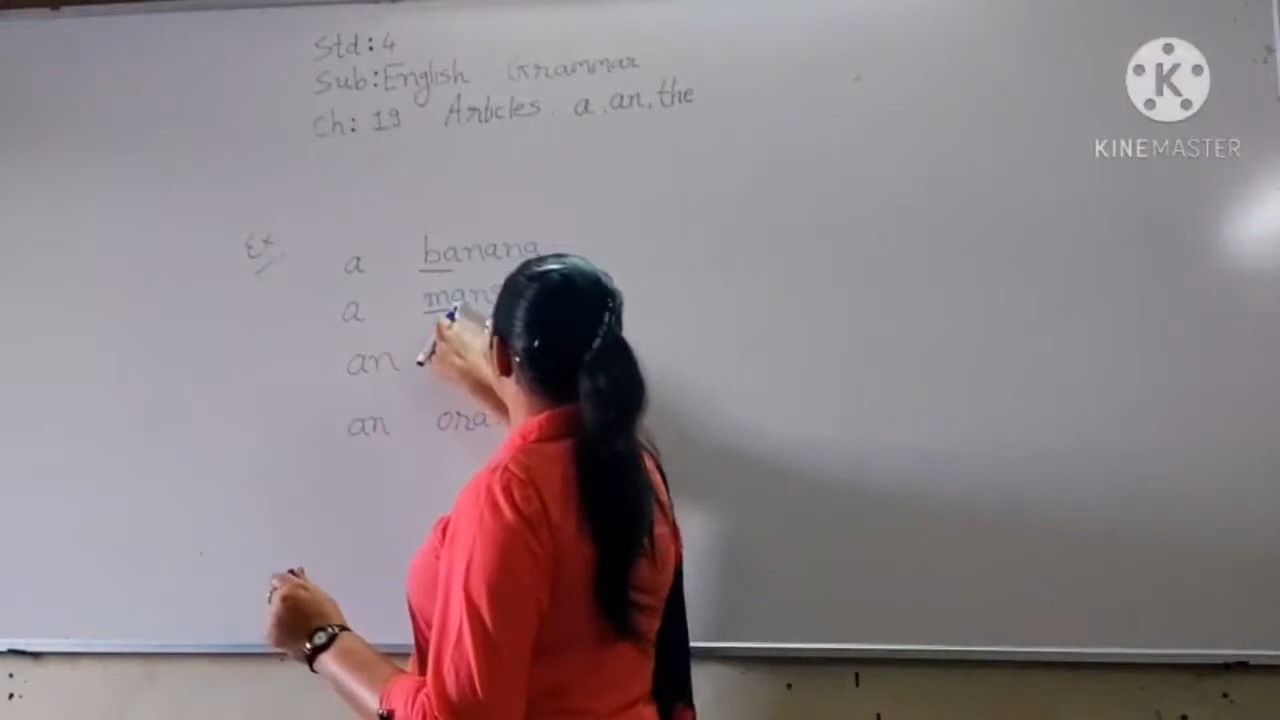 Std: 4
Sub: English Grammar
Ch: 19 Articles. a, an, the
Ex
a banana
a
an
an
KINEMASTER